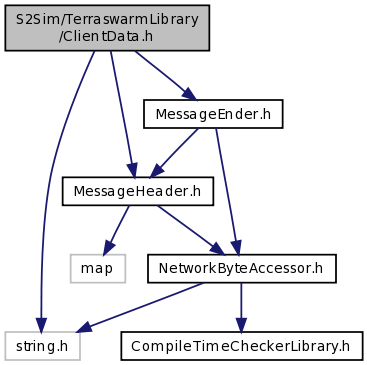 S2Sim/TerraswarmLibrary
/ClientData.h
MessageEnder.h
MessageHeader.h
map
NetworkByteAccessor.h
string.h
CompileTimeCheckerLibrary.h